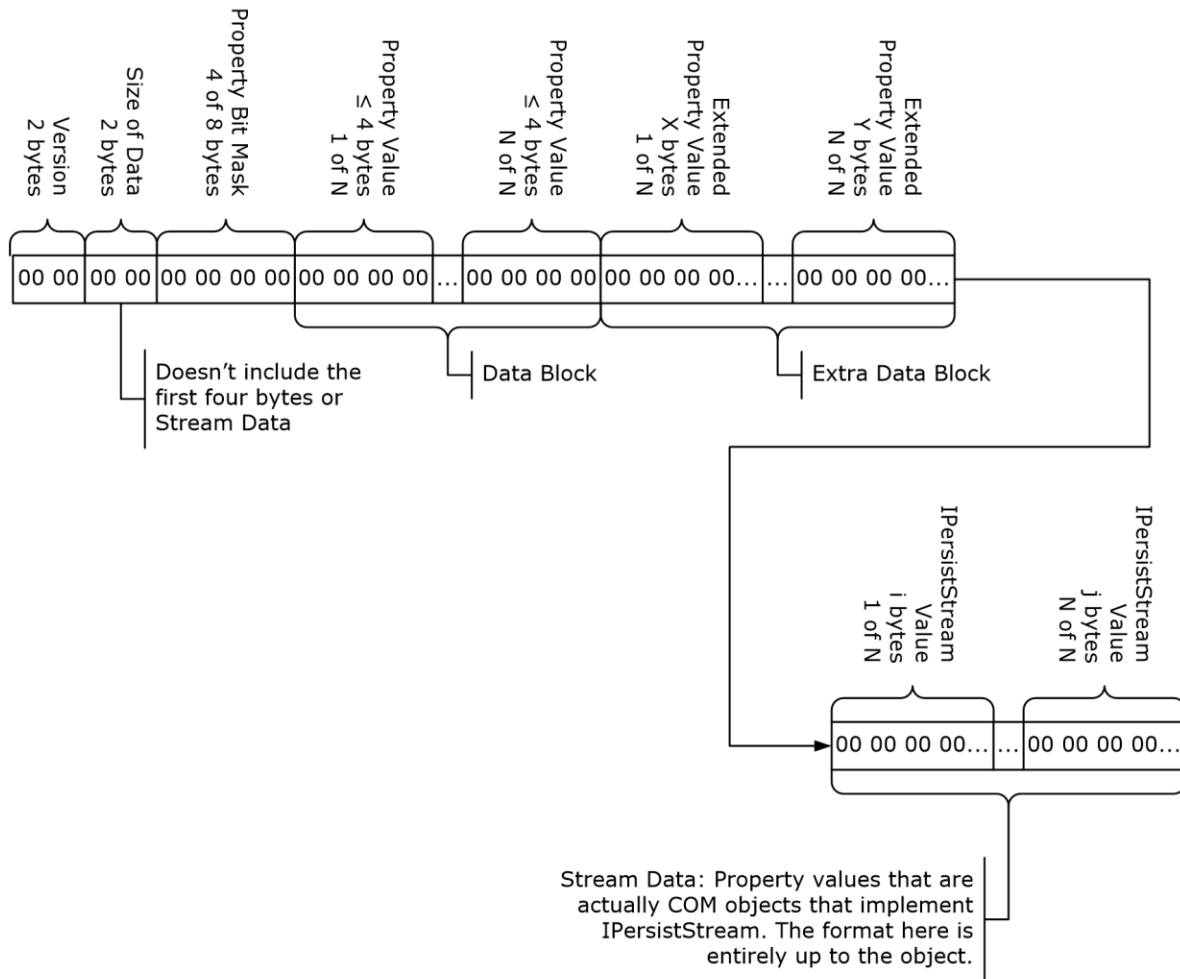 Version
2 bytes
Size of Data
2 bytes
Property Bit Mask
4 of 8 bytes
Property Value
≤ 4 bytes
1 of N
Property Value
≤ 4 bytes
N of N
Extended
Property Value
X bytes
1 of N
Extended
Property Value
Y bytes
N of N
00 00 00 00 00 00 00 00 00 00 00 00 ... 00 00 00 00 00 00 00 00... ... 00 00 00 00...
Doesn’t include the
first four bytes or
Stream Data
Data Block
Extra Data Block
IPersistStream
Value
i bytes
1 of N
IPersistStream
Value
j bytes
N of N
00 00 00 00... ... 00 00 00 00...
Stream Data: Property values that are
actually COM objects that implement
IPersistStream. The format here is
entirely up to the object.